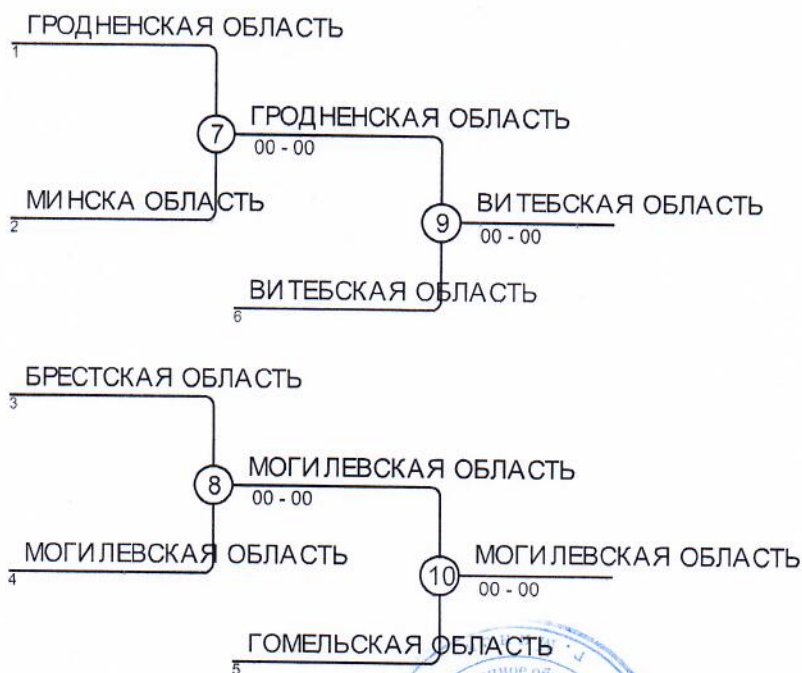 ГРОДНЕНСКАЯ ОБЛАСТЬ
1
7
ГРОДНЕНСКАЯ ОБЛАСТЬ
00 - 00
МИНСКА ОБЛАСТЬ
2
9
ВИТЕБСКАЯ ОБЛАСТЬ
00 - 00
ВИТЕБСКАЯ ОБЛАСТЬ
6
БРЕСТСКАЯ ОБЛАСТЬ
3
8
МОГИЛЕВСКАЯ ОБЛАСТЬ
00 - 00
МОГИЛЕВСКАЯ ОБЛАСТЬ
4
10
МОГИЛЕВСКАЯ ОБЛАСТЬ
00 - 00
ГОМЕЛЬСКАЯ ОБЛАСТЬ
5